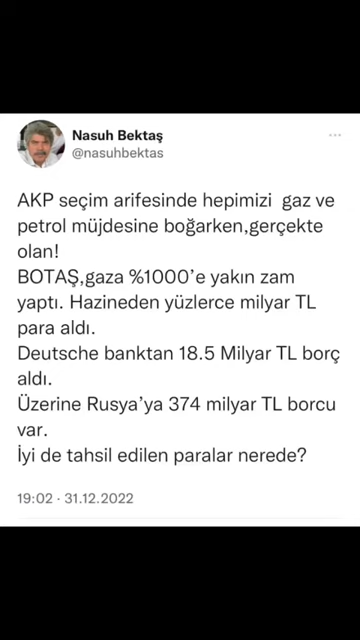 Nasuh Bektaş
@nasuhbektas
AKP seçim arifesinde hepimizi gaz ve
petrol müjdesine boğarken,gerçekte
olan!
BOTAŞ,gaza %1000'e yakın zam
yaptı. Hazineden yüzlerce milyar TL
para aldı.
Deutsche banktan 18.5 Milyar TL borç
aldı.
Üzerine Rusya'ya 374 milyar TL borcu
var.
İyi de tahsil edilen paralar nerede?
19:02 · 31.12.2022